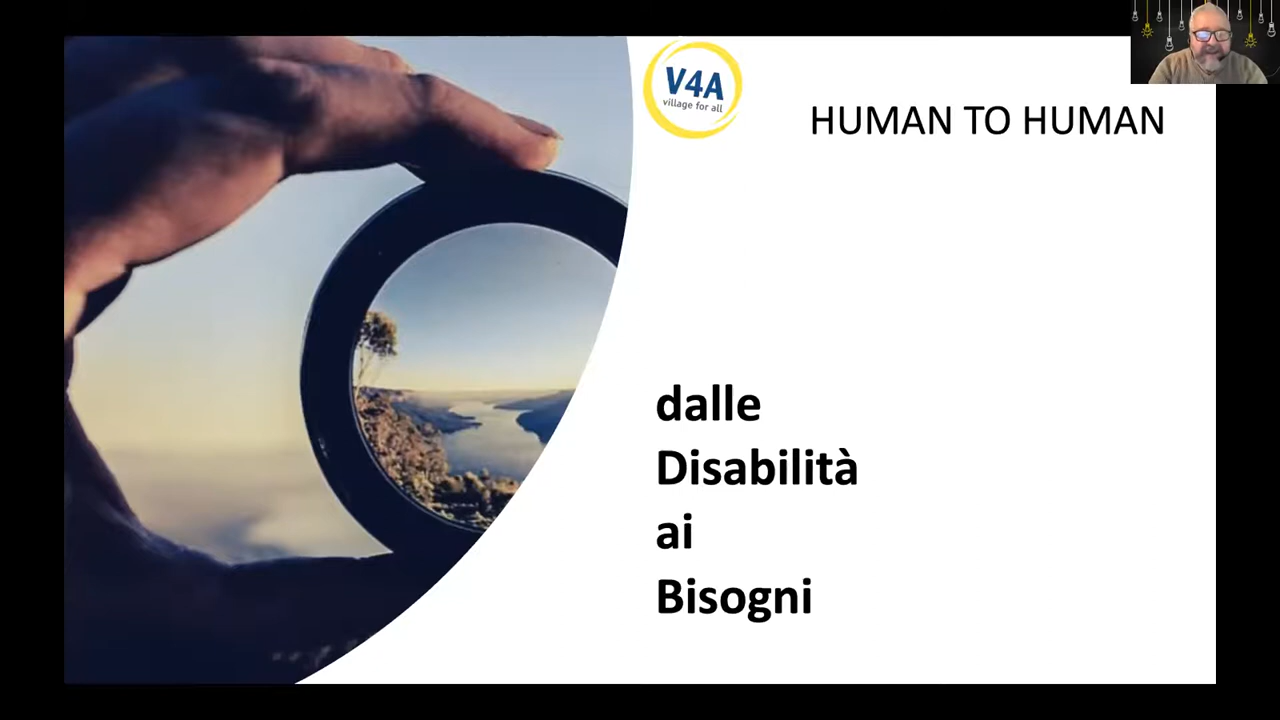 V4A
village for all
HUMAN TO HUMAN
dalle
Disabilità
ai
Bisogni